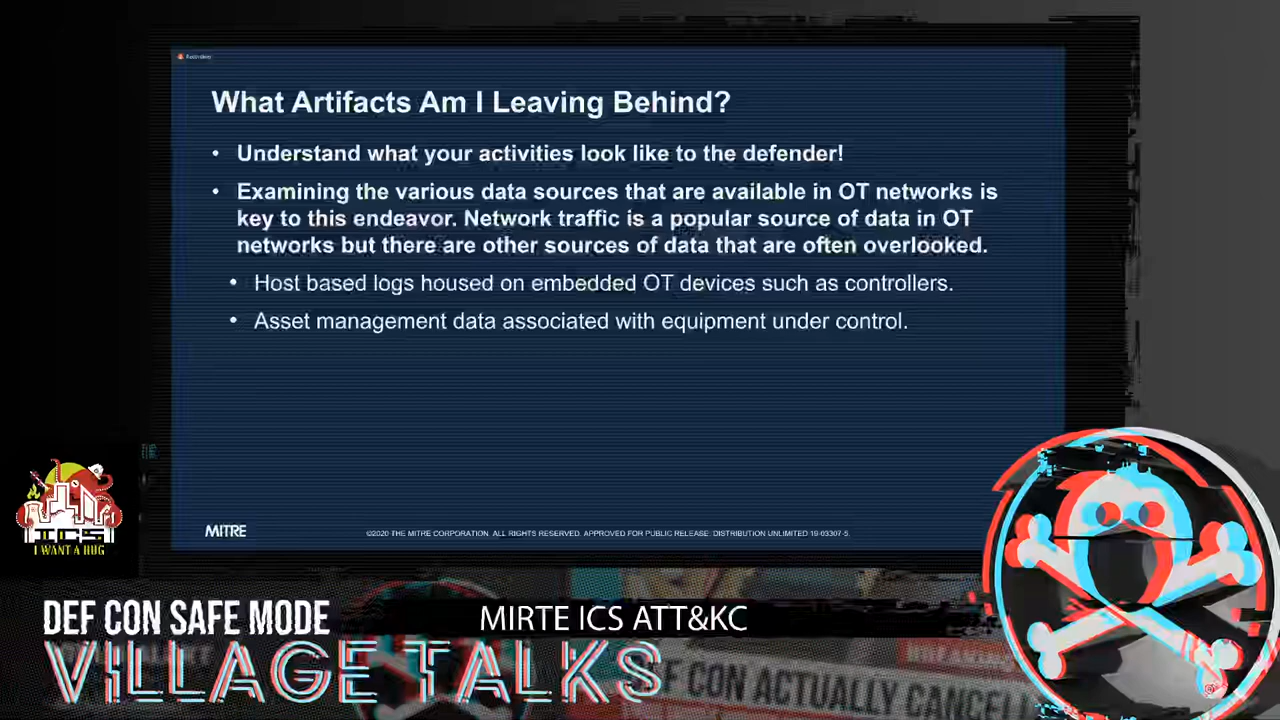 What Artifacts Am I Leaving Behind?
• Understand what your activities look like to the defender!
• Examining the various data sources that are available in OT networks is
key to this endeavor. Network traffic is a popular source of data in OT
networks but there are other sources of data that are often overlooked.
• Host based logs housed on embedded OT devices such as controllers.
• Asset management data associated with equipment under control.
MITRE
©2020 THE MITRE CORPORATION. ALL RIGHTS RESERVED. APPROVED FOR PUBLIC RELEASE. DISTRIBUTION UNLIMITED 19-03307-5.
ICS
I WANT A HUG
DEF CON SAFE MODE
MIRTE ICS ATT&KC
VILLAGE TALKS
DEF CON ACTUALLY CANCELL